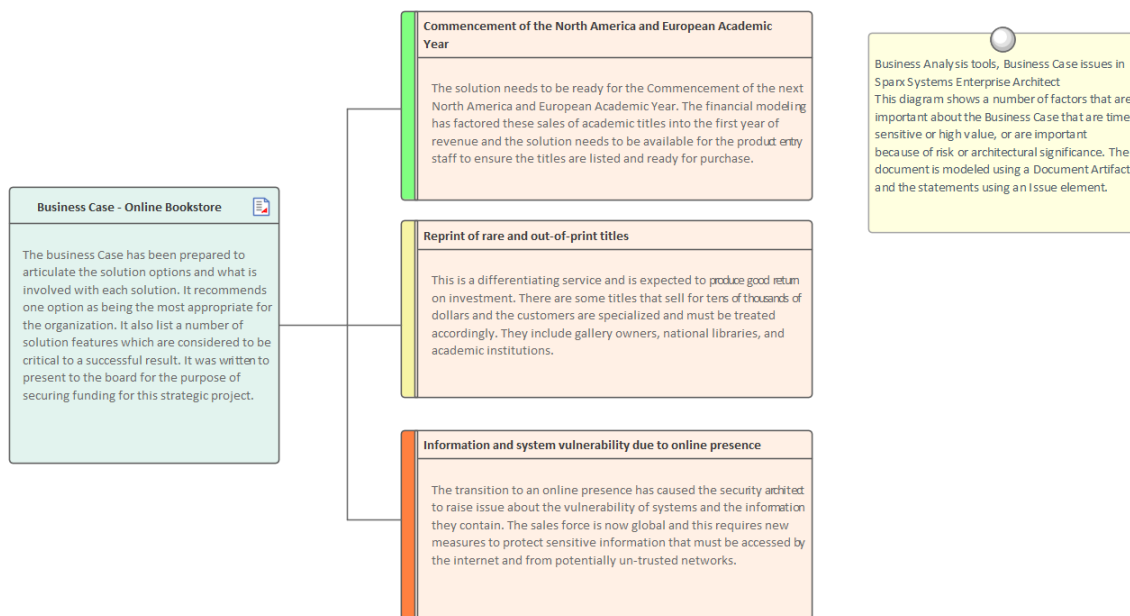 Business Case - Online Bookstore
The business Case has been prepared to
articulate the solution options and what is
involved with each solution. It recommends
one option as being the most appropriate for
the organization. It also list a number of
solution features which are considered to be
critical to a successful result. It was written to
present to the board for the purpose of
securing funding for this strategic project.
Commencement of the North America and European Academic
Year
The solution needs to be ready for the Commencement of the next
North America and European Academic Year. The financial modeling
has factored these sales of academic titles into the first year of
revenue and the solution needs to be available for the product entry
staff to ensure the titles are listed and ready for purchase.
Reprint of rare and out-of-print titles
This is a differentiating service and is expected to produce good return
on investment. There are some titles that sell for tens of thousands of
dollars and the customers are specialized and must be treated
accordingly. They include gallery owners, national libraries, and
academic institutions.
Information and system vulnerability due to online presence
The transition to an online presence has caused the security architect
to raise issue about the vulnerability of systems and the information
they contain. The sales force is now global and this requires new
measures to protect sensitive information that must be accessed by
the internet and from potentially un-trusted networks.
Business Analysis tools, Business Case issues in
Sparx Systems Enterprise Architect
This diagram shows a number of factors that are
important about the Business Case that are time
sensitive or high value, or are important
because of risk or architectural significance. The
document is modeled using a Document Artifact
and the statements using an Issue element.